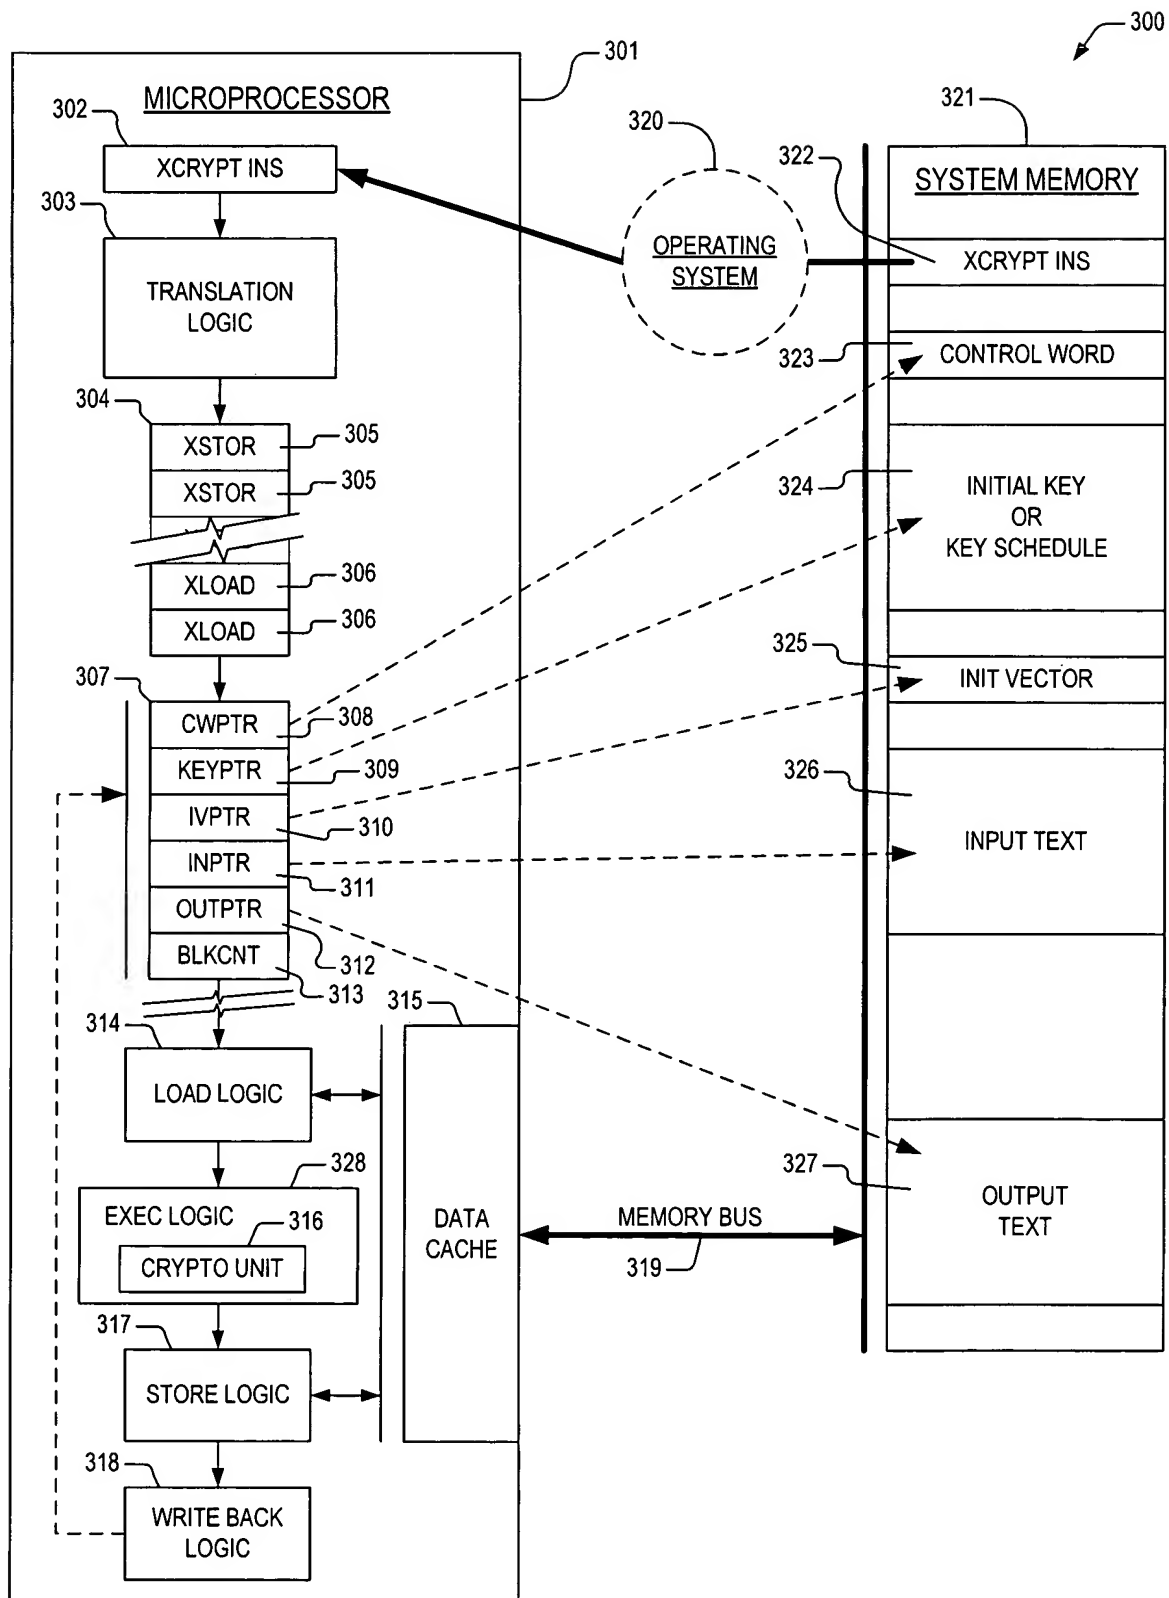 300
301
MICROPROCESSOR
302
XCRYPT INS
303
TRANSLATION
LOGIC
304
XSTOR
305
XSTOR
305
XLOAD
306
XLOAD
306
307
CWPTR
308
KEYPTR
309
IVPTR
310
INPTR
311
OUTPTR
312
BLKCNT
313
314
LOAD LOGIC
315
DATA
CACHE
328
EXEC LOGIC
316
CRYPTO UNIT
317
STORE LOGIC
318
WRITE BACK
LOGIC
MEMORY BUS
319
320
OPERATING
SYSTEM
321
SYSTEM MEMORY
322
XCRYPT INS
323
CONTROL WORD
324
INITIAL KEY
OR
KEY SCHEDULE
325
INIT VECTOR
326
INPUT TEXT
327
OUTPUT
TEXT